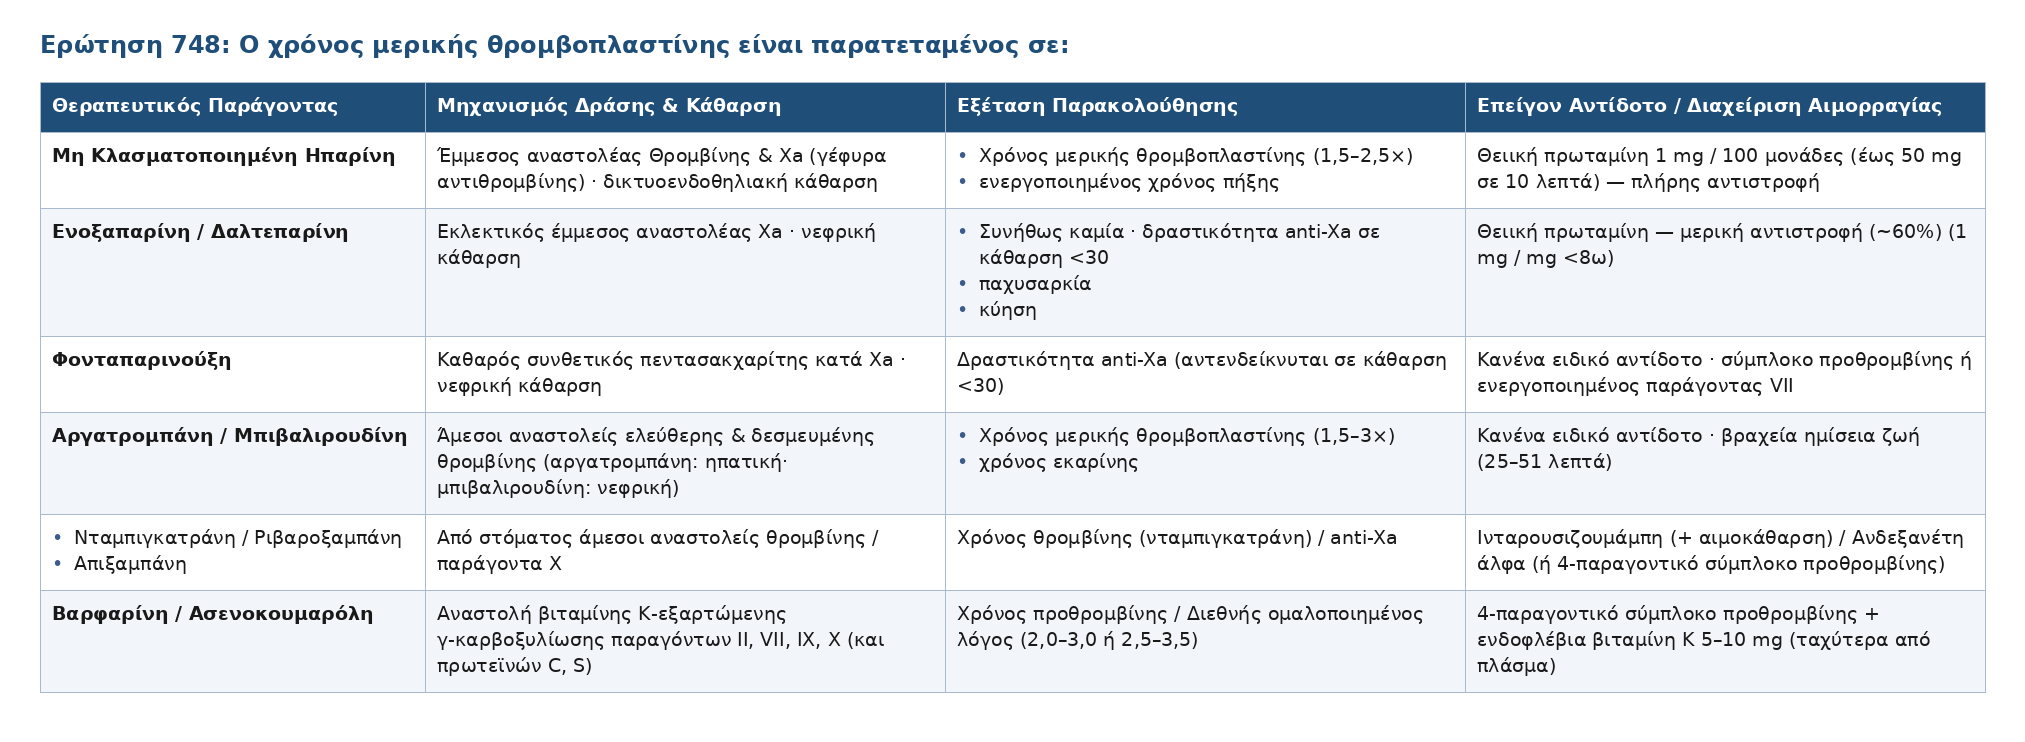 Ερώτηση 748: Ο χρόνος μερικής θρομβοπλαστίνης είναι παρατεταμένος σε:
Θεραπευτικός Παράγοντας
Μηχανισμός Δράσης & Κάθαρση
Εξέταση Παρακολούθησης
Επείγον Αντίδοτο / Διαχείριση Αιμορραγίας
Μη Κλασματοποιημένη Ηπαρίνη
Έμμεσος αναστολέας Θρομβίνης & Xa (γέφυρα
αντιθρομβίνης) · δικτυοενδοθηλιακή κάθαρση
• Χρόνος μερικής θρομβοπλαστίνης (1,5–2,5×)
• ενεργοποιημένος χρόνος πήξης
Θειική πρωταμίνη 1 mg / 100 μονάδες (έως 50 mg
σε 10 λεπτά) — πλήρης αντιστροφή
Ενοξαπαρίνη / Δαλτεπαρίνη
Εκλεκτικός έμμεσος αναστολέας Xa · νεφρική
κάθαρση
• Συνήθως καμία · δραστικότητα anti-Xa σε
κάθαρση <30
• παχυσαρκία
• κύηση
Θειική πρωταμίνη — μερική αντιστροφή (~60%) (1
mg / mg <8ω)
Φονταπαρινούξη
Καθαρός συνθετικός πεντασακχαρίτης κατά Xa ·
νεφρική κάθαρση
Δραστικότητα anti-Xa (αντενδείκνυται σε κάθαρση
<30)
Κανένα ειδικό αντίδοτο · σύμπλοκο προθρομβίνης ή
ενεργοποιημένος παράγοντας VII
Αργατρομπάνη / Μπιβαλιρουδίνη
Άμεσοι αναστολείς ελεύθερης & δεσμευμένης
θρομβίνης (αργατρομπάνη: ηπατική·
μπιβαλιρουδίνη: νεφρική)
• Χρόνος μερικής θρομβοπλαστίνης (1,5–3×)
• χρόνος εκαρίνης
Κανένα ειδικό αντίδοτο · βραχεία ημίσεια ζωή
(25–51 λεπτά)
• Νταμπιγκατράνη / Ριβαροξαμπάνη
• Απιξαμπάνη
Από στόματος άμεσοι αναστολείς θρομβίνης /
παράγοντα X
Χρόνος θρομβίνης (νταμπιγκατράνη) / anti-Xa
Ινταρουσιζουμάμπη (+ αιμοκάθαρση) / Ανδεξανέτη
άλφα (ή 4-παραγοντικό σύμπλοκο προθρομβίνης)
Βαρφαρίνη / Ασενοκουμαρόλη
Αναστολή βιταμίνης Κ-εξαρτώμενης
γ-καρβοξυλίωσης παραγόντων II, VII, IX, X (και
πρωτεϊνών C, S)
Χρόνος προθρομβίνης / Διεθνής ομαλοποιημένος
λόγος (2,0–3,0 ή 2,5–3,5)
4-παραγοντικό σύμπλοκο προθρομβίνης +
ενδοφλέβια βιταμίνη Κ 5–10 mg (ταχύτερα από
πλάσμα)